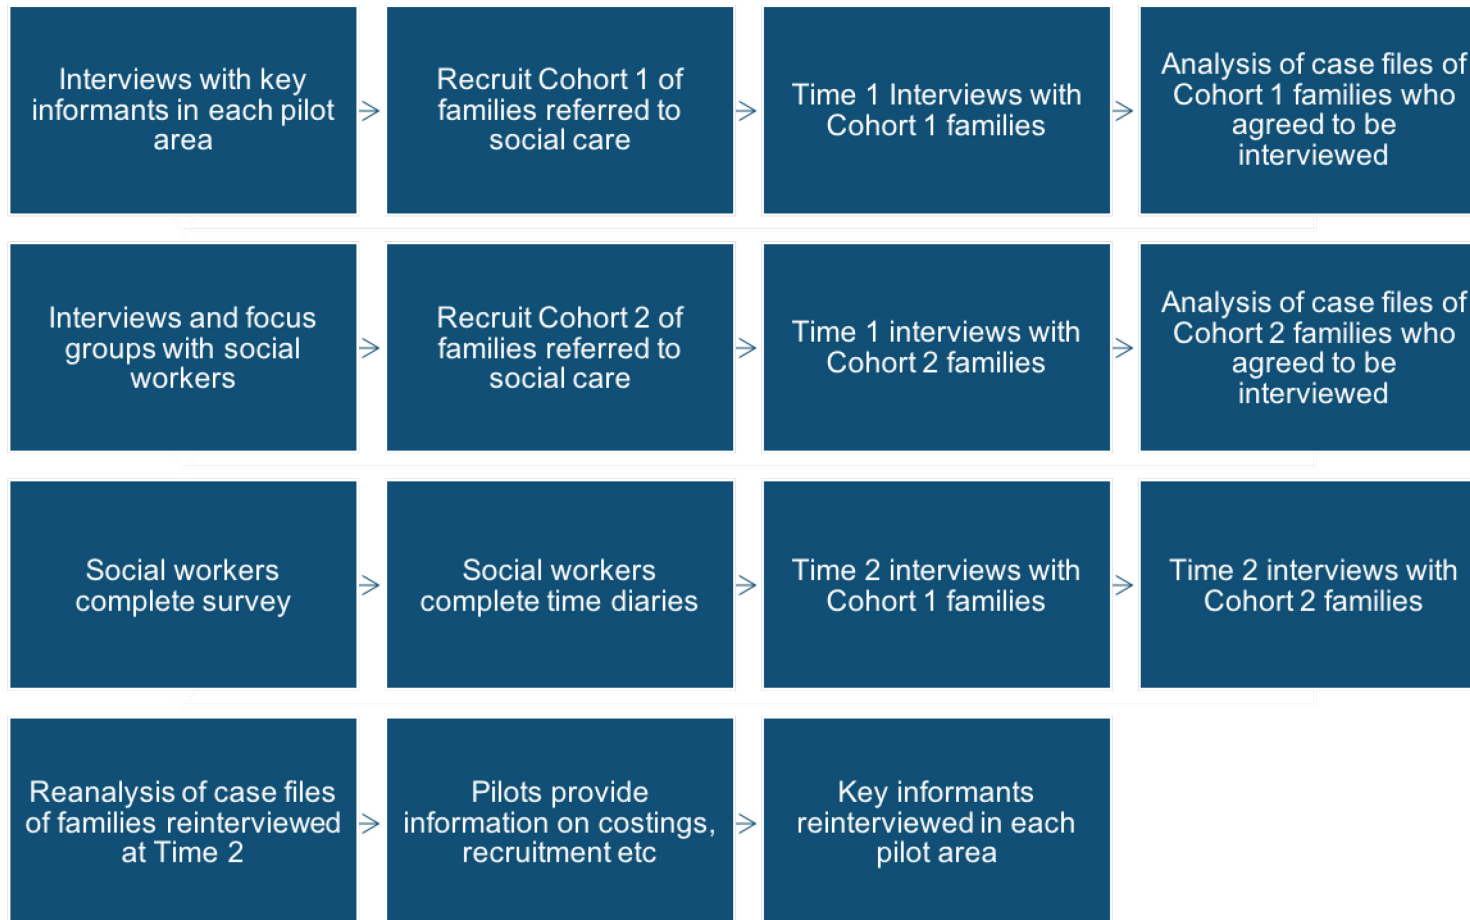 Interviews with key
informants in each pilot
area
Recruit Cohort 1 of
families referred to
social care
Time 1 Interviews with
Cohort 1 families
Analysis of case files of
Cohort 1 families who
agreed to be
interviewed
Interviews and focus
groups with social
workers
Recruit Cohort 2 of
families referred to
social care
Time 1 interviews with
Cohort 2 families
Analysis of case files of
Cohort 2 families who
agreed to be
interviewed
Social workers
complete survey
Social workers
complete time diaries
Time 2 interviews with
Cohort 1 families
Time 2 interviews with
Cohort 2 families
Reanalysis of case files
of families reinterviewed
at Time 2
Pilots provide
information on costings,
recruitment etc
Key informants
reinterviewed in each
pilot area